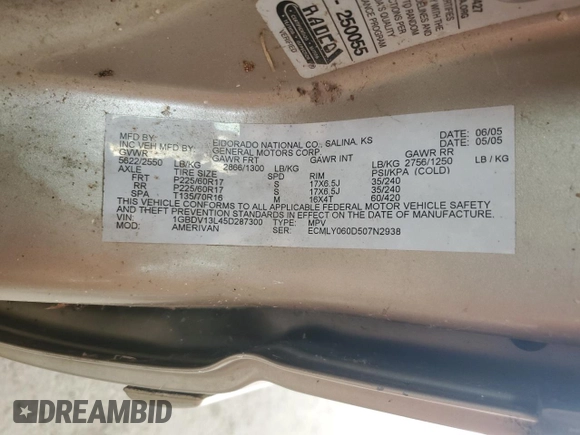 MFD BY: EIDORADO NATIONAL CO., SALINA, KS DATE: 06/05
INC VEH MFD BY: GENERAL MOTORS CORP. DATE: 05/05
GVWR GAWR FRT GAWR INT GAWR RR
5622/2550 LB/KG 2866/1300 LB/KG LB/KG 2756/1250 LB / KG
AXLE TIRE SIZE SPD RIM PSI/KPA (COLD)
FRT P225/60R17 S 17X6.5J 35/240
RR P225/60R17 S 17X6.5J 35/240
SPA T135/70R16 M 16X4T 60/420
THIS VEHICLE CONFORMS TO ALL APPLICABLE FEDERAL MOTOR VEHICLE SAFETY
AND THEFT PREVENTION STANDARDS IN EFFECT ON DATE OF MANUFACTURE.
VIN: 1GBDV13L45D287300 TYPE: MPV
MOD: AMERIVAN SER: ECMLY060D507N2938
250055
VERIFIED
DREAMBID